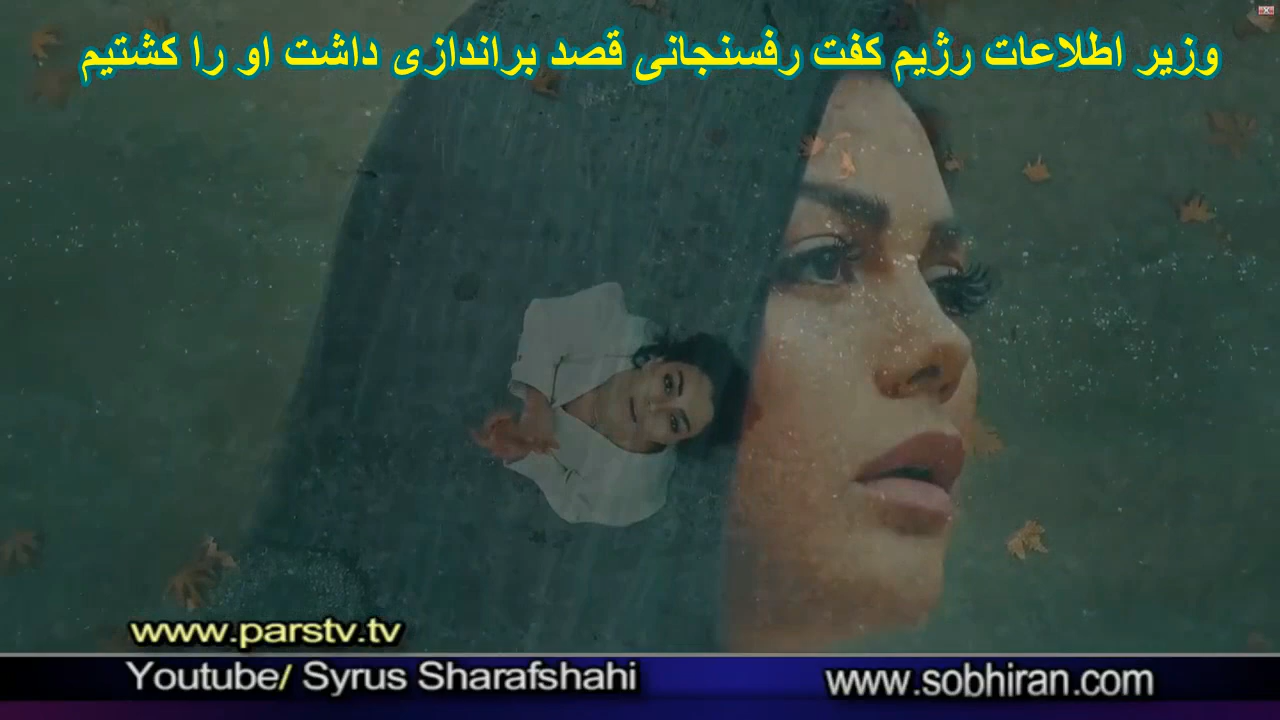 وزیر اطلاعات رژیم کفت رفسنجانی قصد براندازی داشت او را کشتیم
www.parstv.tv
Youtube/ Syrus Sharafshahi
www.sobhiran.com